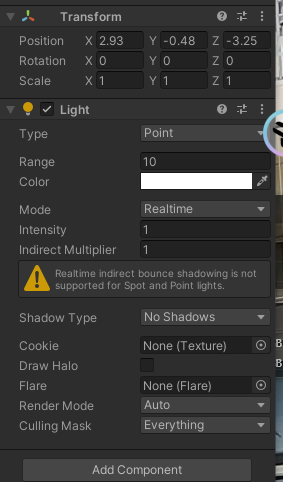 Transform
Position X 2.93 Y -0.48 Z -3.25
Rotation X 0 Y 0 Z 0
Scale X 1 Y 1 Z 1
Light
Type Point
Range 10
Color
Mode Realtime
Intensity 1
Indirect Multiplier 1
Realtime indirect bounce shadowing is not
supported for Spot and Point lights.
Shadow Type No Shadows
Cookie None (Texture)
Draw Halo
Flare None (Flare)
Render Mode Auto
Culling Mask Everything
Add Component